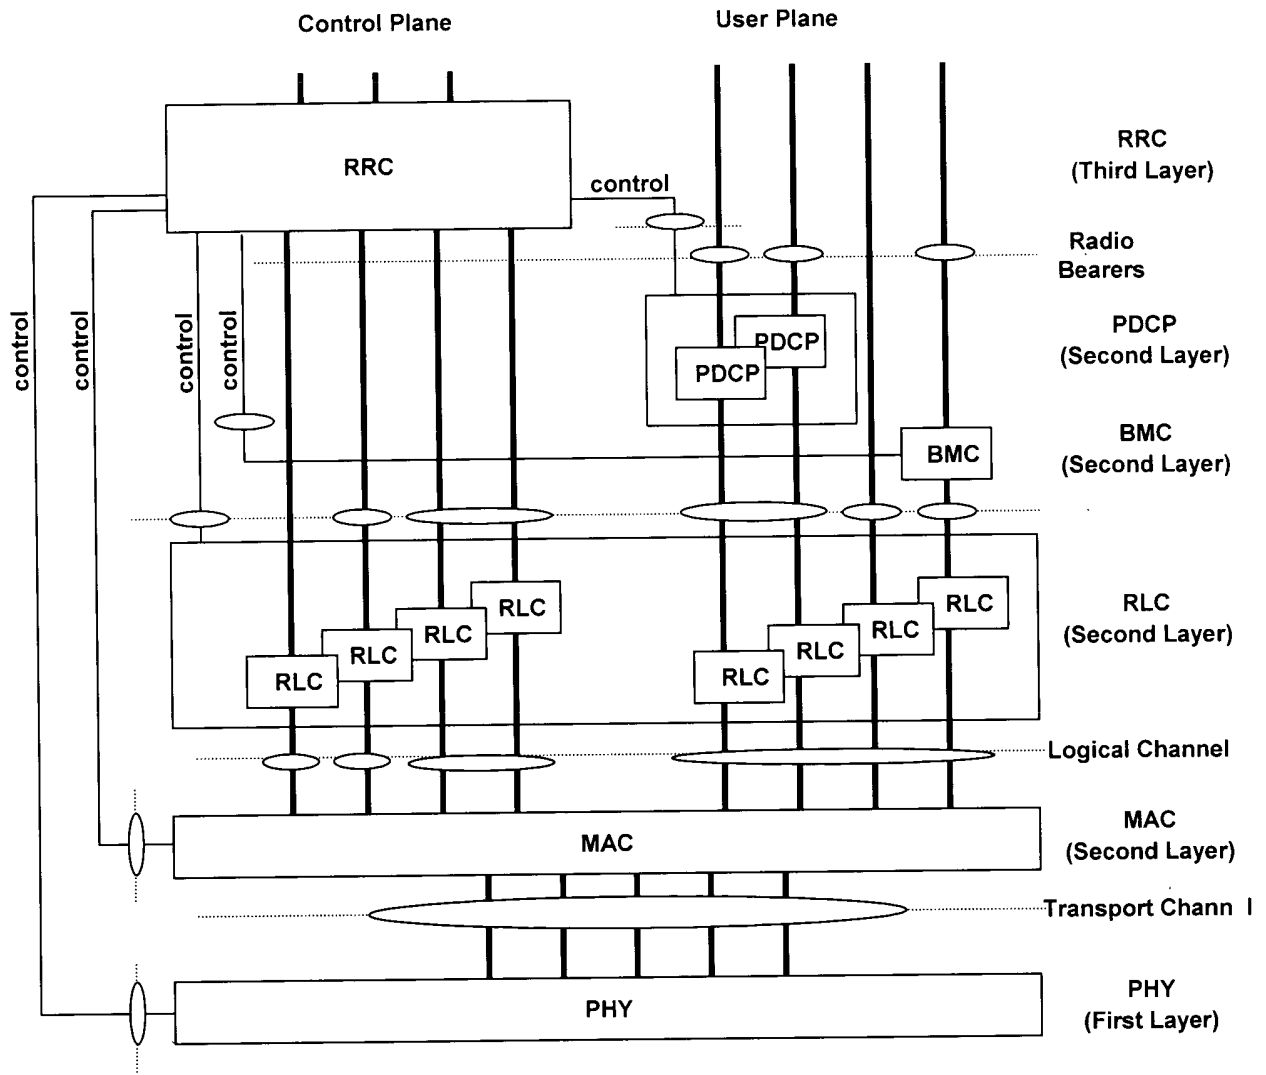 Control Plane
User Plane
RRC
control
RRC
(Third Layer)
Radio
Bearers
control
control
control
control
PDCP
PDCP
PDCP
(Second Layer)
BMC
BMC
(Second Layer)
RLC
RLC
RLC
RLC
RLC
RLC
RLC
RLC
RLC
(Second Layer)
Logical Channel
MAC
MAC
(Second Layer)
Transport Chann l
PHY
PHY
(First Layer)